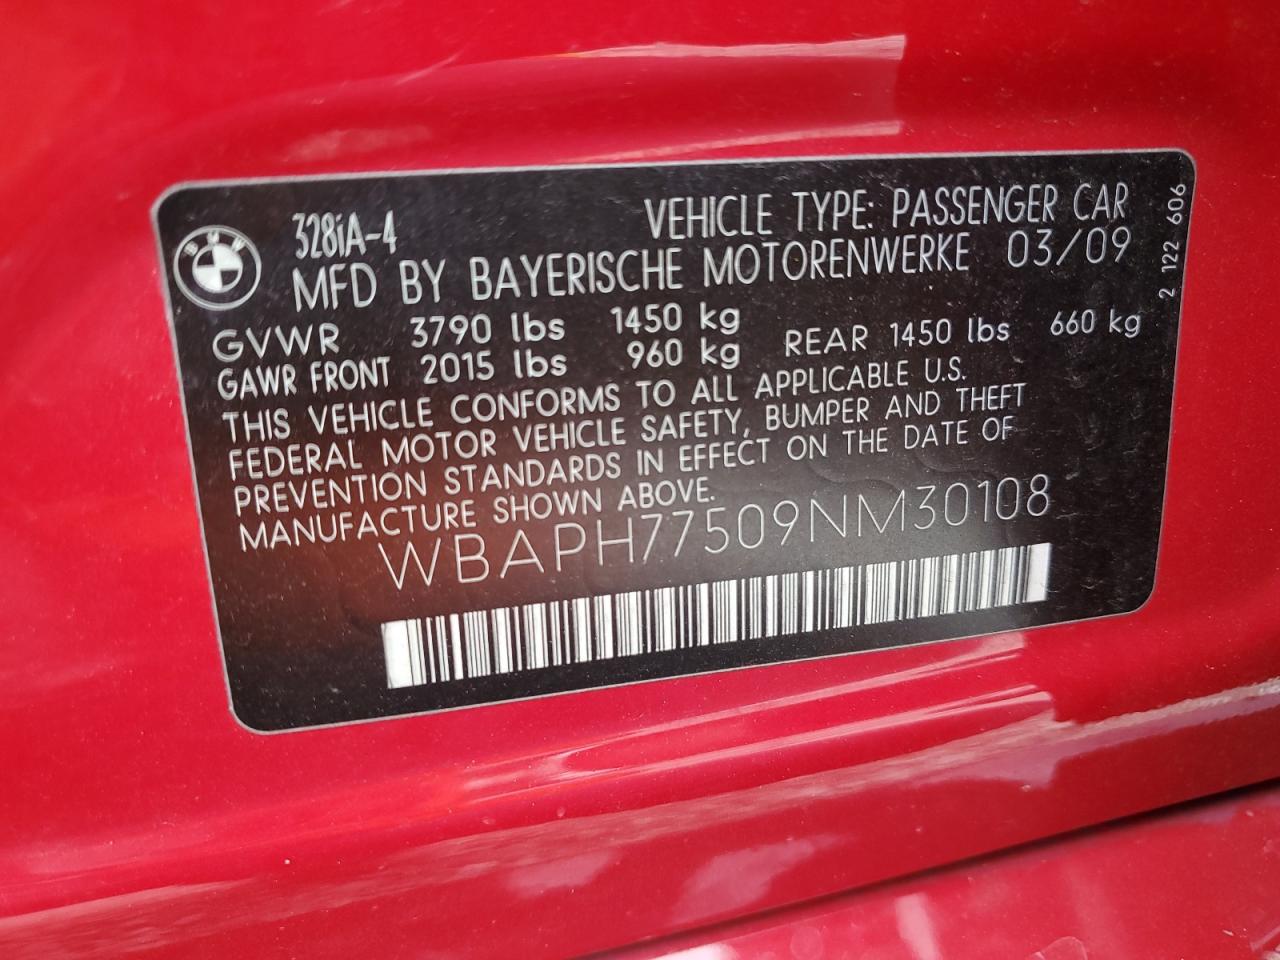 BMW
328iA-4 VEHICLE TYPE: PASSENGER CAR
MFD BY BAYERISCHE MOTORENWERKE 03/09
GVWR 3790 lbs 1450 kg
GAWR FRONT 2015 lbs 960 kg REAR 1450 lbs 660 kg
THIS VEHICLE CONFORMS TO ALL APPLICABLE U.S.
FEDERAL MOTOR VEHICLE SAFETY, BUMPER AND THEFT
PREVENTION STANDARDS IN EFFECT ON THE DATE OF
MANUFACTURE SHOWN ABOVE.
WBAPH77509NM30108
2 122 606